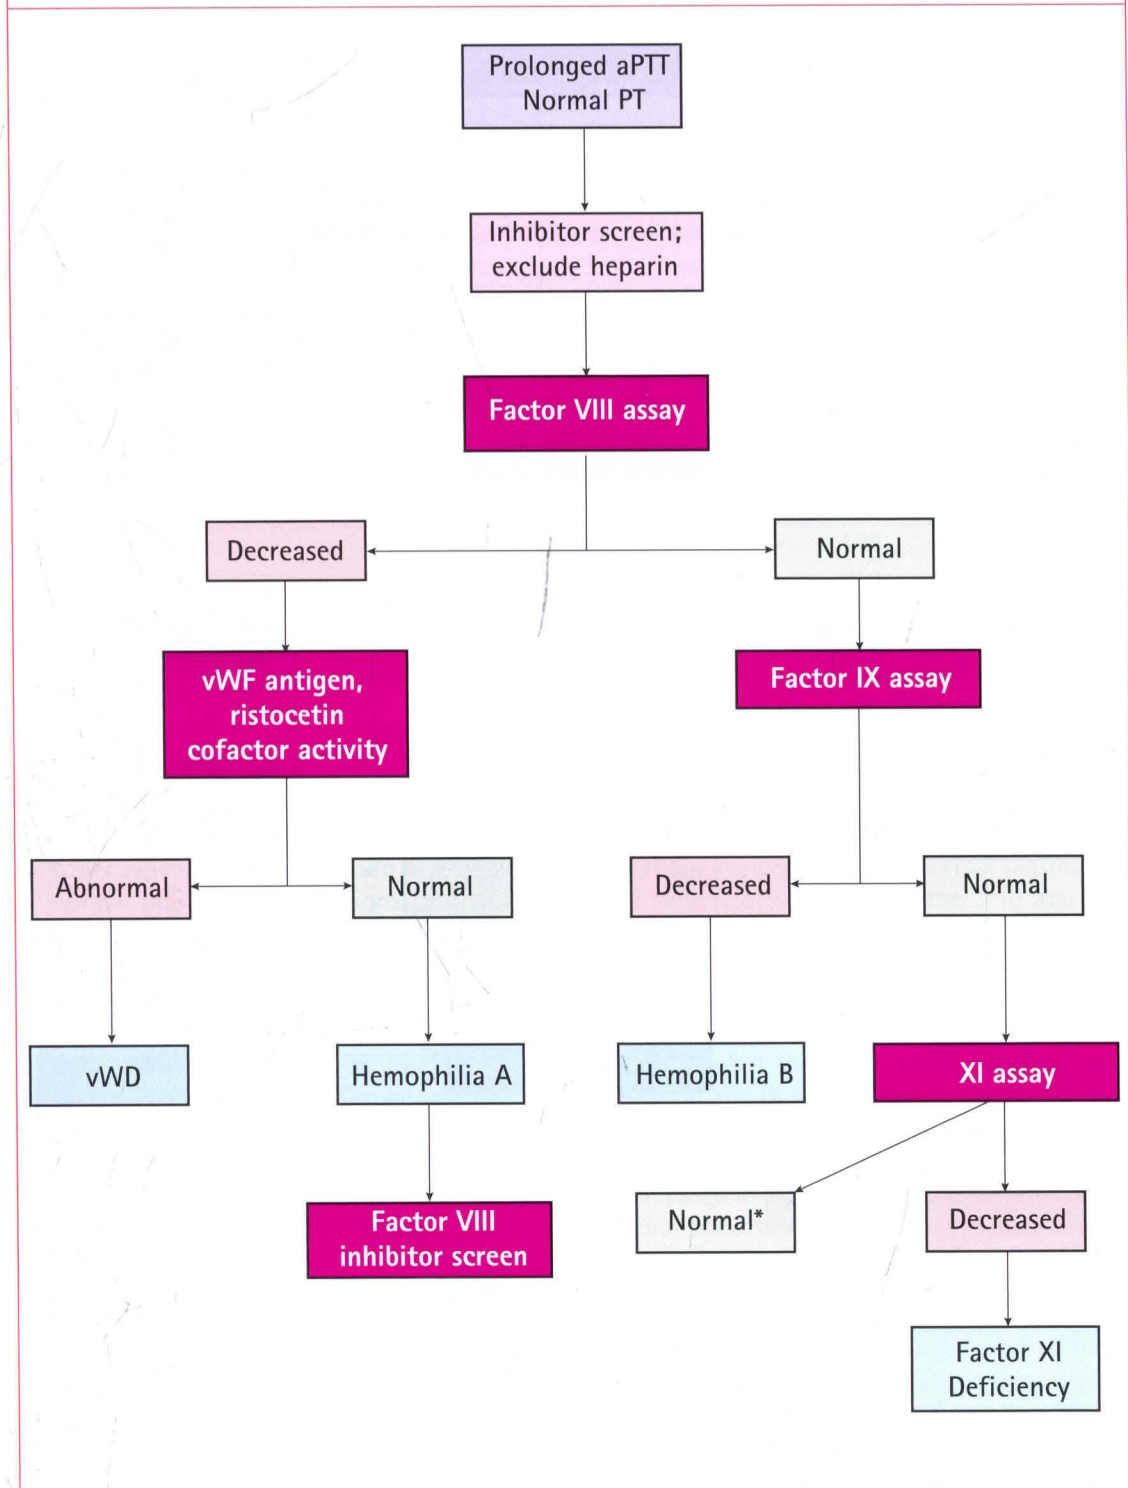 Prolonged aPTT
Normal PT
Inhibitor screen;
exclude heparin
Factor VIII assay
Decreased
Normal
vWF antigen,
ristocetin
cofactor activity
Factor IX assay
Abnormal
Normal
Decreased
Normal
vWD
Hemophilia A
Hemophilia B
XI assay
Factor VIII
inhibitor screen
Normal*
Decreased
Factor XI
Deficiency